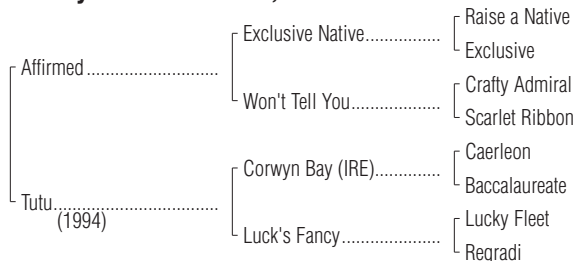 Raise a Native
Exclusive Native.................
Exclusive
Affirmed............................
Crafty Admiral
Won't Tell You....................
Scarlet Ribbon
Caerleon
Corwyn Bay (IRE)..............
Baccalaureate
Tutu...................................
(1994)
Lucky Fleet
Luck's Fancy......................
Regradi